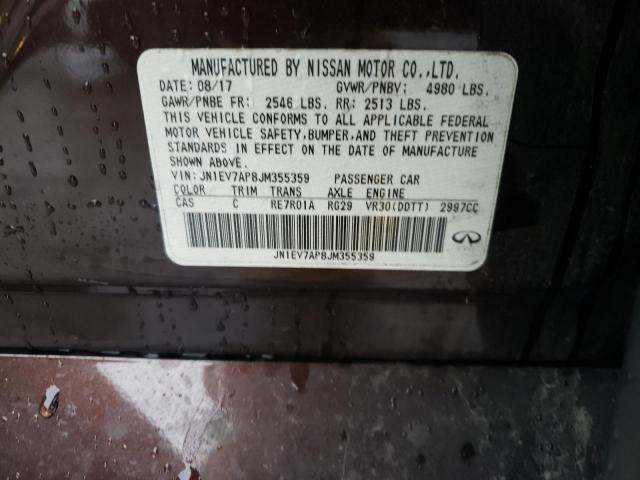 MANUFACTURED BY NISSAN MOTOR CO.,LTD.
DATE: 08/17 GVWR/PNBV: 4980 LBS.
GAWR/PNBE FR: 2546 LBS. RR: 2513 LBS.
THIS VEHICLE CONFORMS TO ALL APPLICABLE FEDERAL
MOTOR VEHICLE SAFETY,BUMPER,AND THEFT PREVENTION
STANDARDS IN EFFECT ON THE DATE OF MANUFACTURE
SHOWN ABOVE.
VIN:JN1EV7AP8JM355359 PASSENGER CAR
COLOR TRIM TRANS AXLE ENGINE
CAS C RE7R01A RG29 VR30(DDTT) 2997CC
JN1EV7AP8JM355359